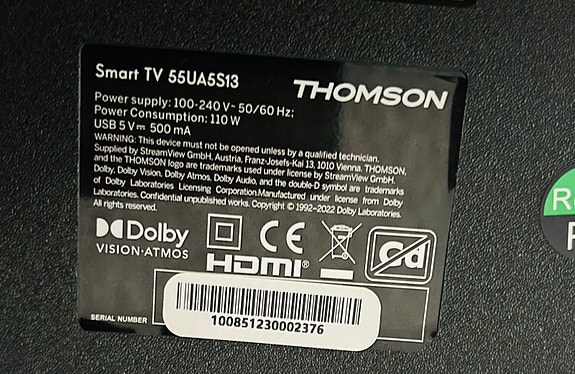 Smart TV 55UA5S13
THOMSON
Power supply: 100-240 V~ 50/60 Hz;
Power Consumption: 110 W
USB 5 V⎓ 500 mA
WARNING: This device must not be opened unless by a qualified technician.
Supplied by StreamView GmbH, Austria, Franz-Josefs-Kai 13, 1010 Vienna. THOMSON,
and the THOMSON logo are trademarks used under license by StreamView GmbH
Dolby, Dolby Vision, Dolby Atmos, Dolby Audio, and the double-D symbol are trademarks
of Dolby Laboratories Licensing Corporation.Manufactured under license from Dolby
Laboratories. Confidential unpublished works. Copyright © 1992-2022 Dolby Laboratories.
All rights reserved.
Dolby
VISION·ATMOS
CE
Cd
HDMI®
SERIAL NUMBER
100851230002376